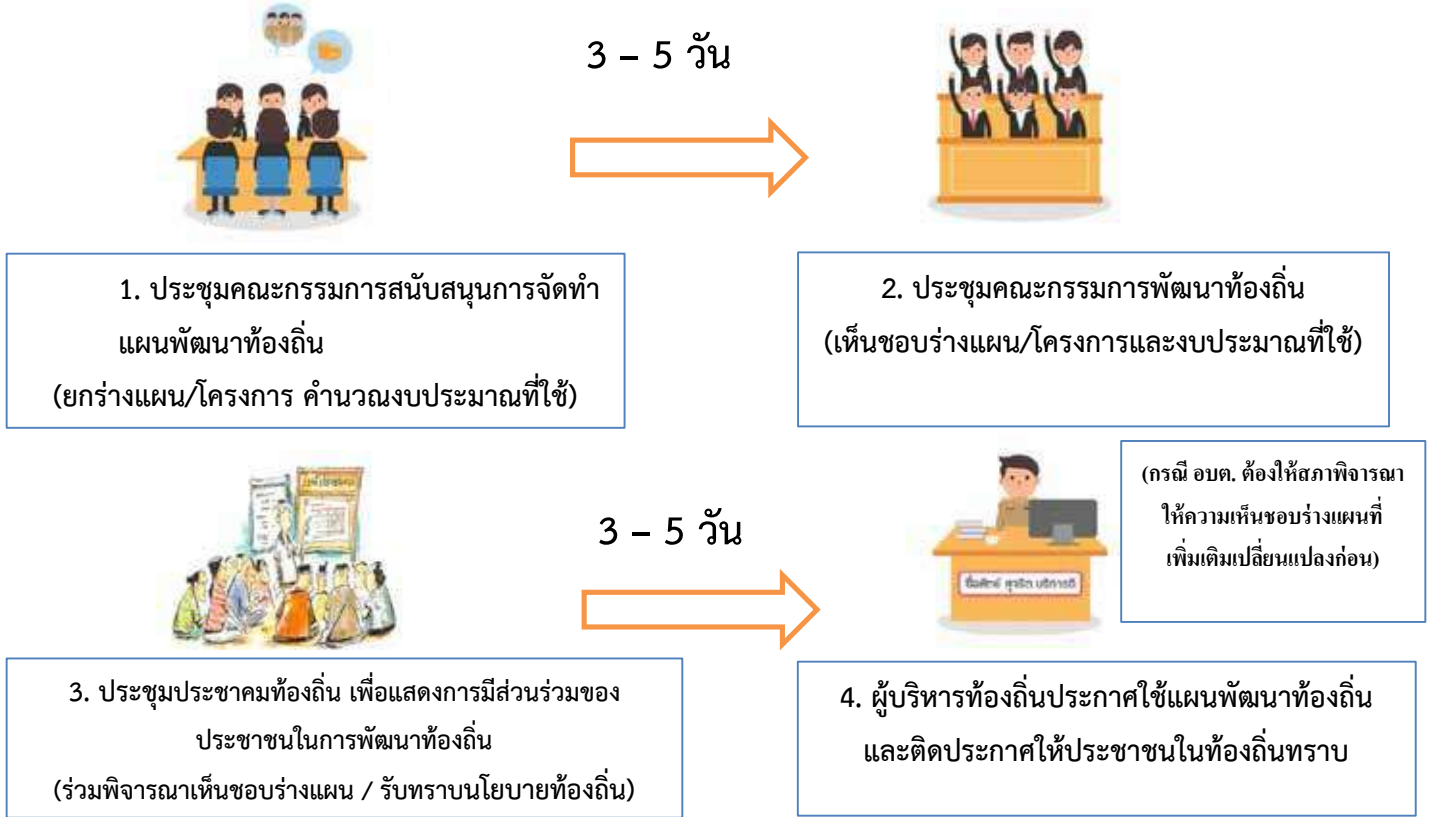 3 – 5 วัน
1. ประชุมคณะกรรมการสนับสนุนการจัดทำ
แผนพัฒนาท้องถิ่น
(ยกร่างแผน/โครงการ คำนวณงบประมาณที่ใช้)
2. ประชุมคณะกรรมการพัฒนาท้องถิ่น
(เห็นชอบร่างแผน/โครงการและงบประมาณที่ใช้)
3 – 5 วัน
ซื่อสัตย์ สุจริต บริการดี
(กรณี อบต. ต้องให้สภาพิจารณา
ให้ความเห็นชอบร่างแผนที่
เพิ่มเติมเปลี่ยนแปลงก่อน)
3. ประชุมประชาคมท้องถิ่น เพื่อแสดงการมีส่วนร่วมของ
ประชาชนในการพัฒนาท้องถิ่น
(ร่วมพิจารณาเห็นชอบร่างแผน / รับทราบนโยบายท้องถิ่น)
4. ผู้บริหารท้องถิ่นประกาศใช้แผนพัฒนาท้องถิ่น
และติดประกาศให้ประชาชนในท้องถิ่นทราบ